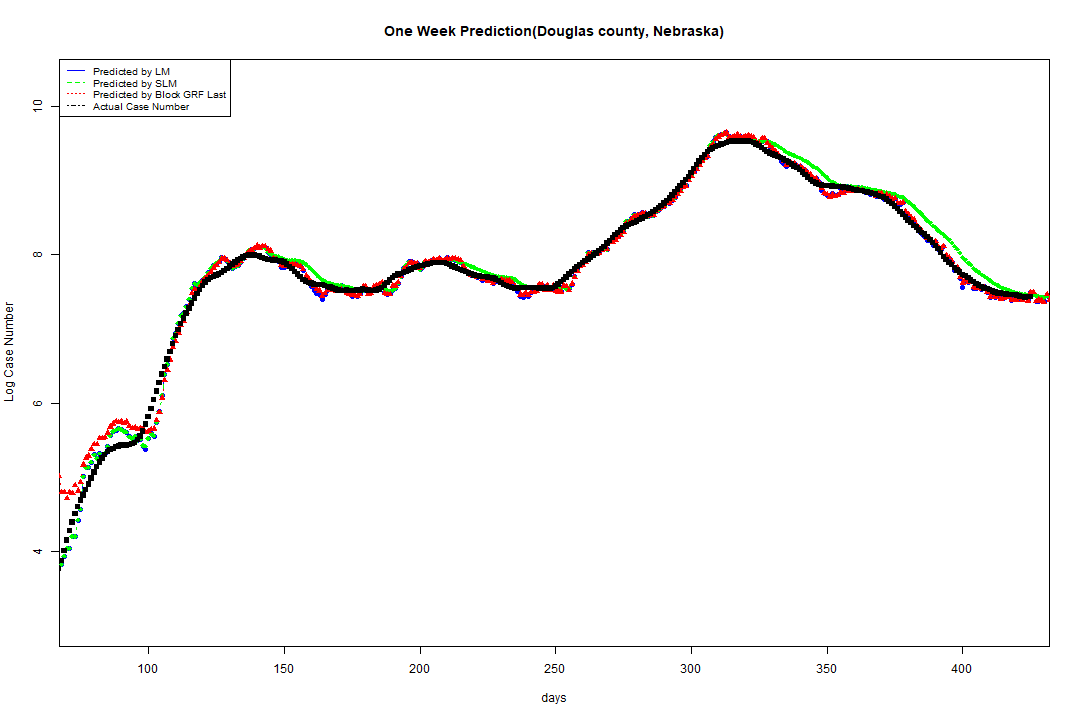 One Week Prediction(Douglas county, Nebraska)
Predicted by LM
Predicted by SLM
Predicted by Block GRF Last
Actual Case Number
10
8
6
4
Log Case Number
100 150 200 250 300 350 400
days